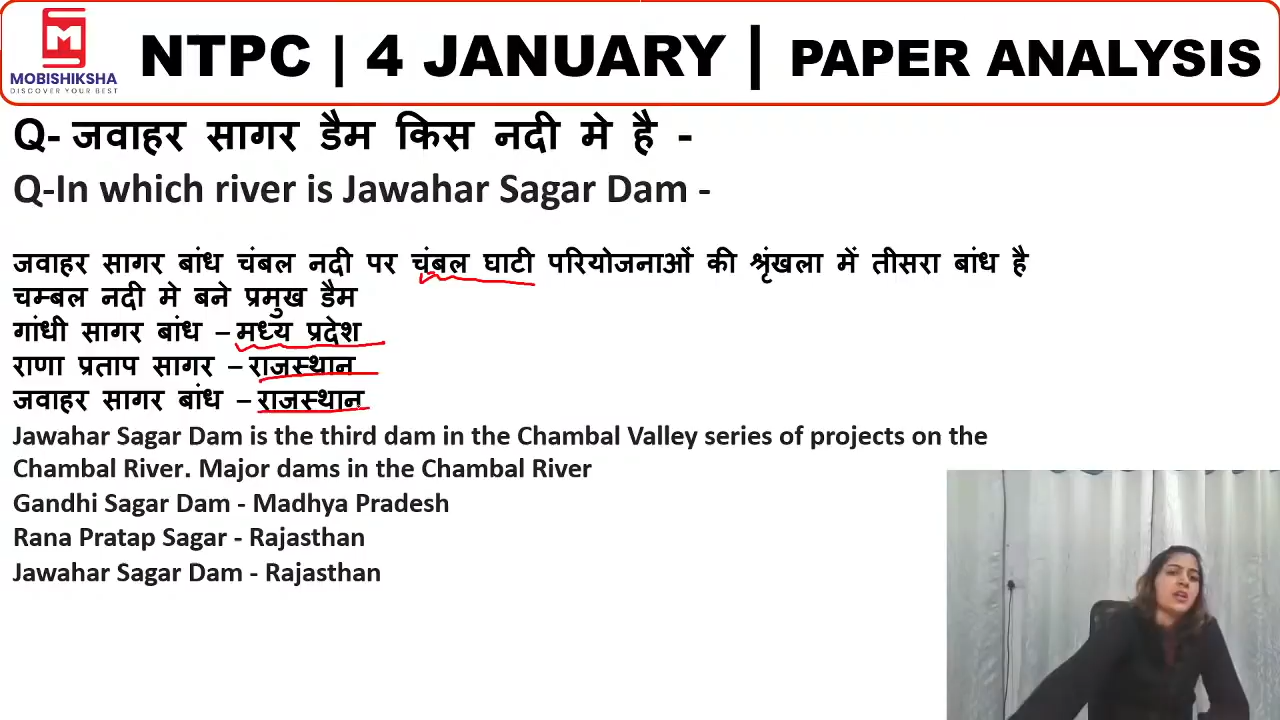 MOBISHIKSHA
DISCOVER YOUR BEST
NTPC | 4 JANUARY | PAPER ANALYSIS
Q- जवाहर सागर डैम किस नदी मे है -
Q-In which river is Jawahar Sagar Dam -
जवाहर सागर बांध चंबल नदी पर चंबल घाटी परियोजनाओं की श्रृंखला में तीसरा बांध है
चम्बल नदी मे बने प्रमुख डैम
गांधी सागर बांध – मध्य प्रदेश
राणा प्रताप सागर – राजस्थान
जवाहर सागर बांध – राजस्थान
Jawahar Sagar Dam is the third dam in the Chambal Valley series of projects on the
Chambal River. Major dams in the Chambal River
Gandhi Sagar Dam - Madhya Pradesh
Rana Pratap Sagar - Rajasthan
Jawahar Sagar Dam - Rajasthan